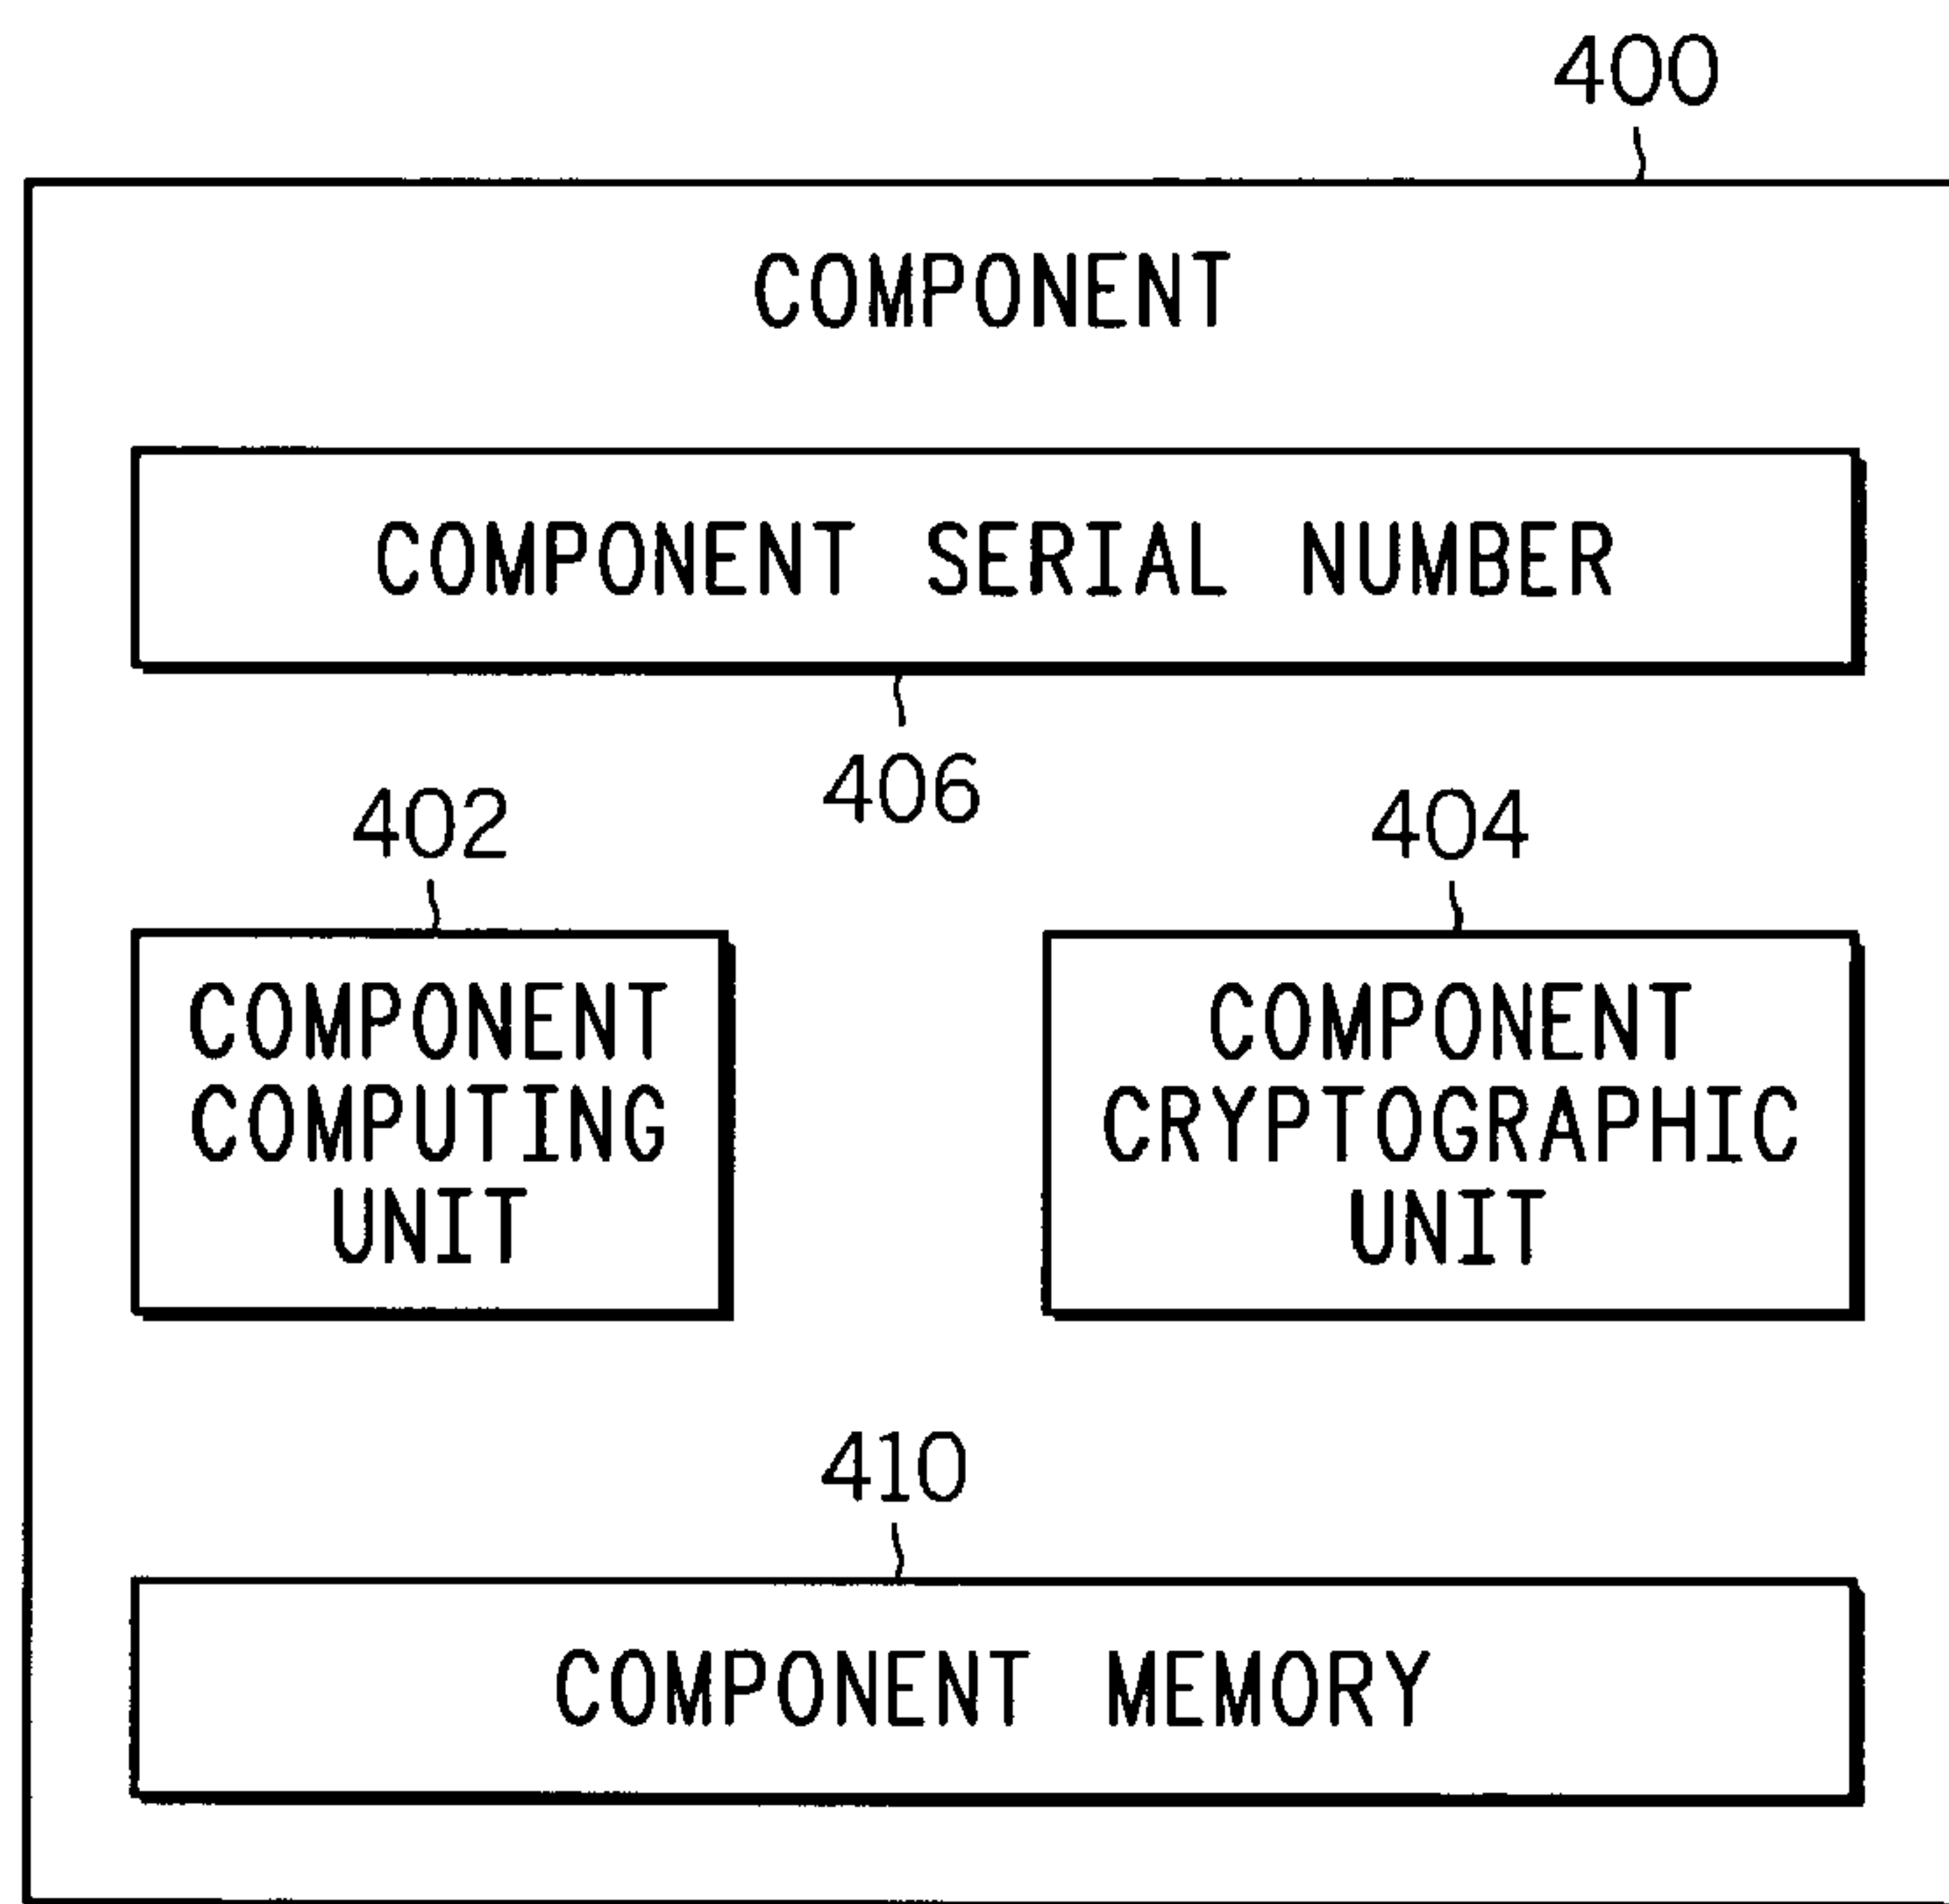 400
COMPONENT
COMPONENT SERIAL NUMBER
406
402
404
COMPONENT
COMPUTING
UNIT
COMPONENT
CRYPTOGRAPHIC
UNIT
410
COMPONENT MEMORY